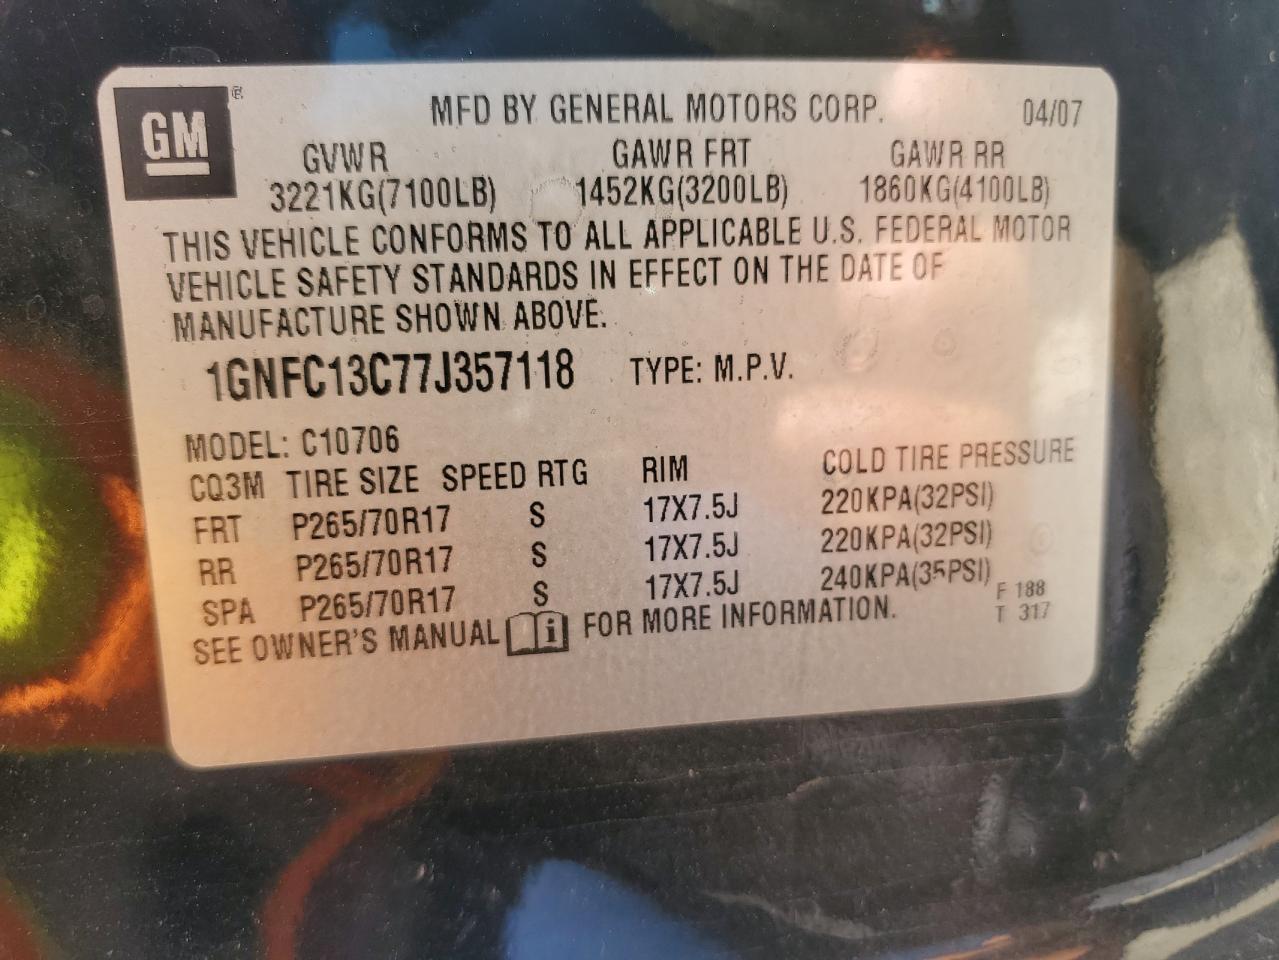 GM ®
MFD BY GENERAL MOTORS CORP. 04/07
GVWR GAWR FRT GAWR RR
3221KG(7100LB) 1452KG(3200LB) 1860KG(4100LB)
THIS VEHICLE CONFORMS TO ALL APPLICABLE U.S. FEDERAL MOTOR
VEHICLE SAFETY STANDARDS IN EFFECT ON THE DATE OF
MANUFACTURE SHOWN ABOVE.
1GNFC13C77J357118 TYPE: M.P.V.
MODEL: C10706
CQ3M TIRE SIZE SPEED RTG RIM COLD TIRE PRESSURE
FRT P265/70R17 S 17X7.5J 220KPA(32PSI)
RR P265/70R17 S 17X7.5J 220KPA(32PSI)
SPA P265/70R17 S 17X7.5J 240KPA(35PSI)
SEE OWNER'S MANUAL i FOR MORE INFORMATION.
F 188
T 317